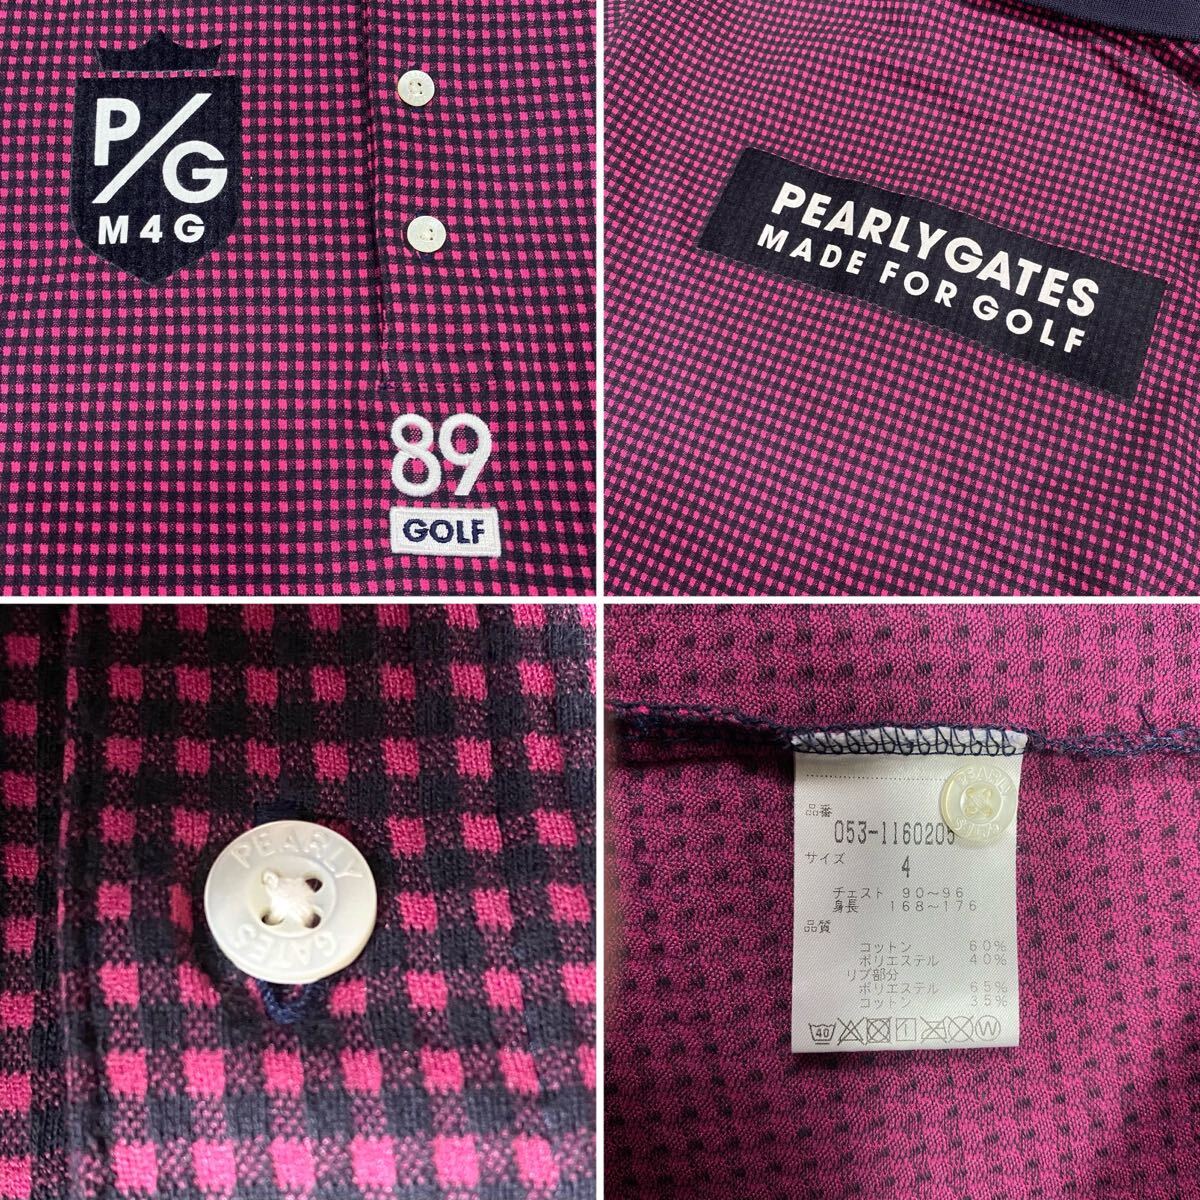 P/G
M4G
89
GOLF
PEARLYGATES
MADE FOR GOLF
PEARLY
GATES
PEARLY
GATES
品番
053-1160205
サイズ
4
チェスト 90～96
身長 168～176
品質
コットン 60%
ポリエステル 40%
リブ部分
ポリエステル 65%
コットン 35%
40
W